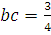 bc = 3/4